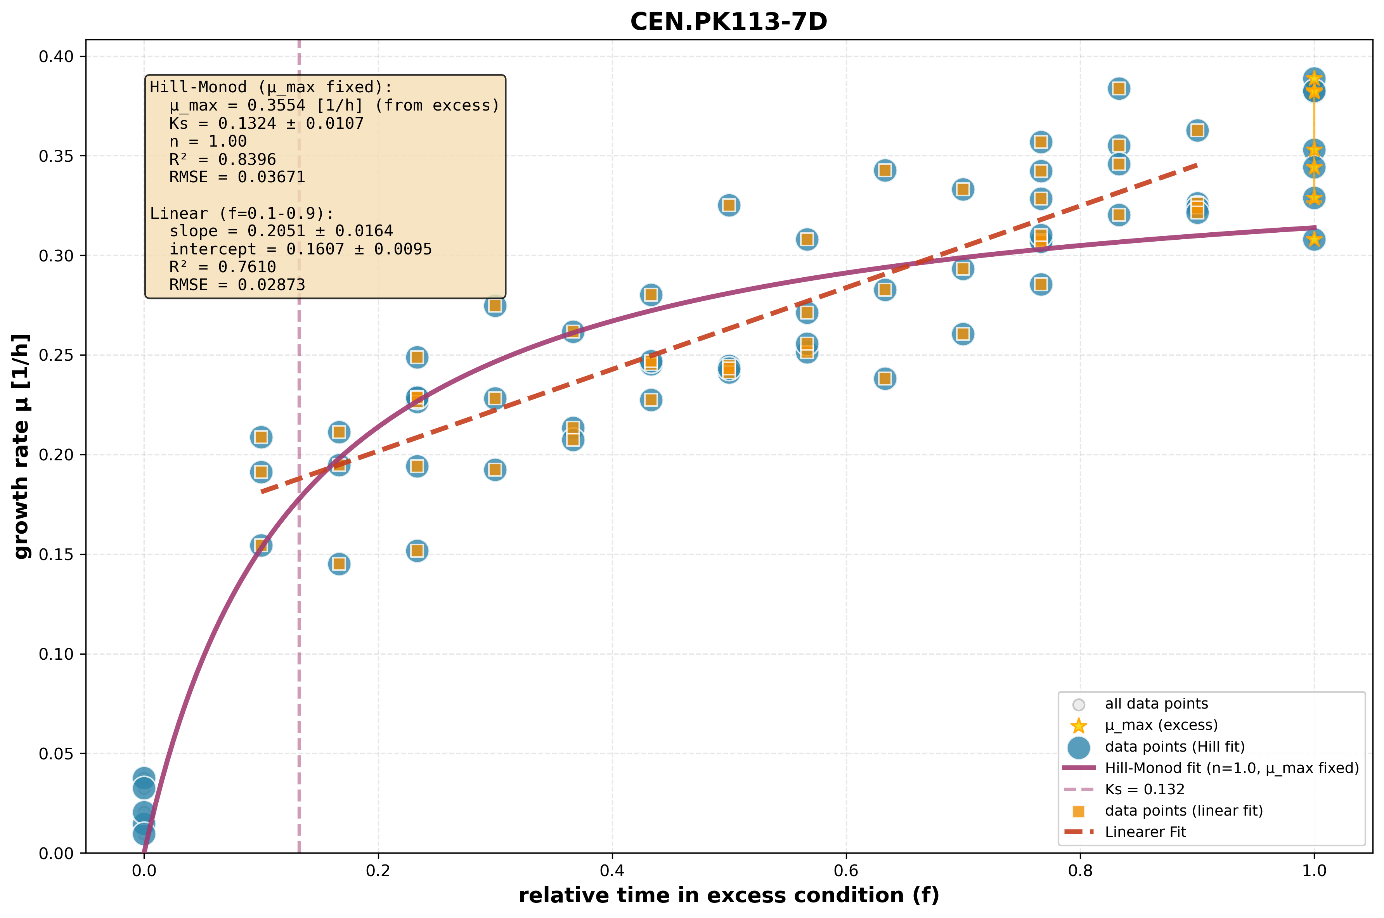 CEN.PK113-7D
Hill-Monod (μ_max fixed):
μ_max = 0.3554 [1/h] (from excess)
Ks = 0.1324 ± 0.0107
n = 1.00
R² = 0.8396
RMSE = 0.03671
Linear (f=0.1-0.9):
slope = 0.2051 ± 0.0164
intercept = 0.1607 ± 0.0095
R² = 0.7610
RMSE = 0.02873
growth rate μ [1/h]
0.40
0.35
0.30
0.25
0.20
0.15
0.10
0.05
0.00
all data points
μ_max (excess)
data points (Hill fit)
Hill-Monod fit (n=1.0, μ_max fixed)
Ks = 0.132
data points (linear fit)
Linearer Fit
0.0 0.2 0.4 0.6 0.8 1.0
relative time in excess condition (f)